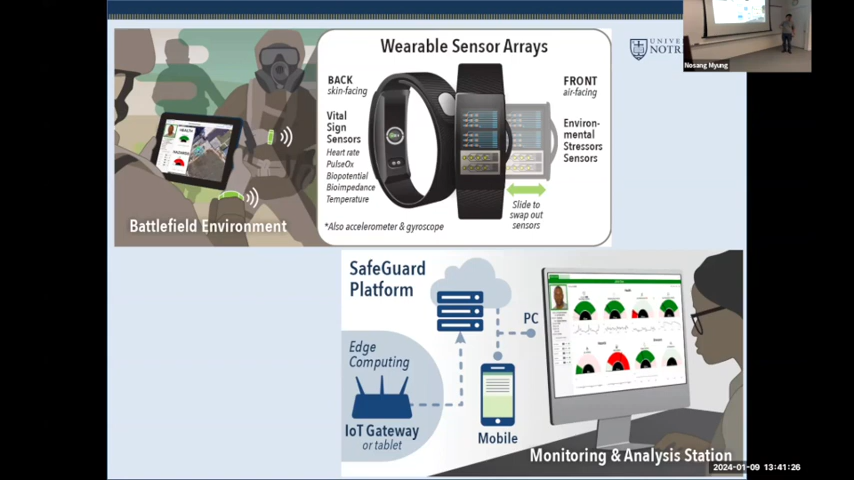 Wearable Sensor Arrays
BACK
skin-facing
Vital
Sign
Sensors
Heart rate
PulseOx
Biopotential
Bioimpedance
Temperature
*Also accelerometer & gyroscope
FRONT
air-facing
Environ-
mental
Stressors
Sensors
Slide to
swap out
sensors
Battlefield Environment
HEALTH
UNIVE
NOTR
Nosang Myung
SafeGuard
Platform
Edge
Computing
IoT Gateway
or tablet
PC
Mobile
Monitoring & Analysis Station
2024-01-09 13:41:26